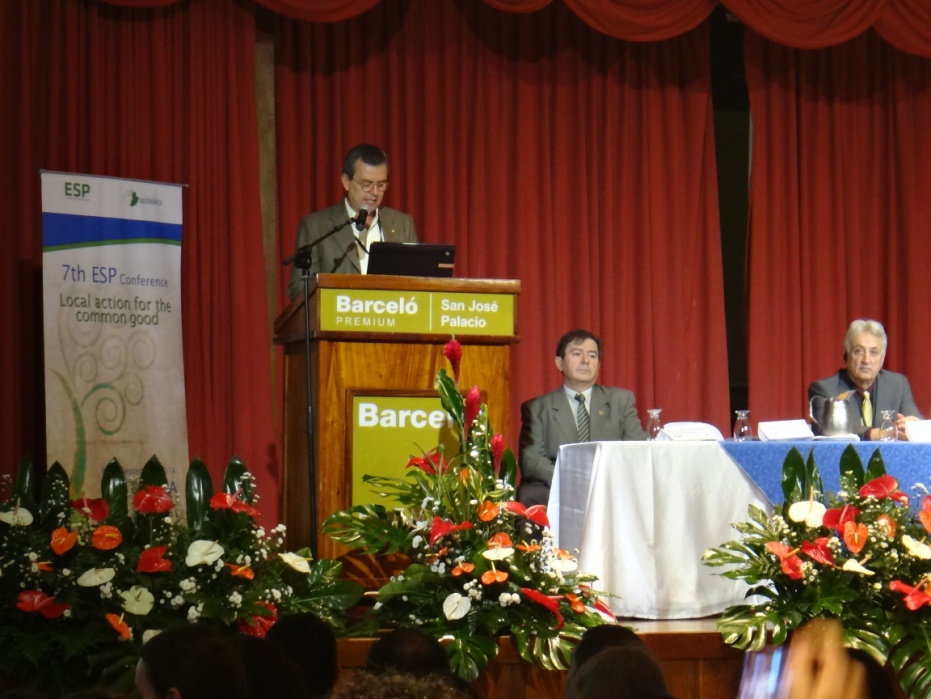 ESP
7th ESP Conference
Local action for the
common good
Barceló
PREMIUM
San José
Palacio
Barcel